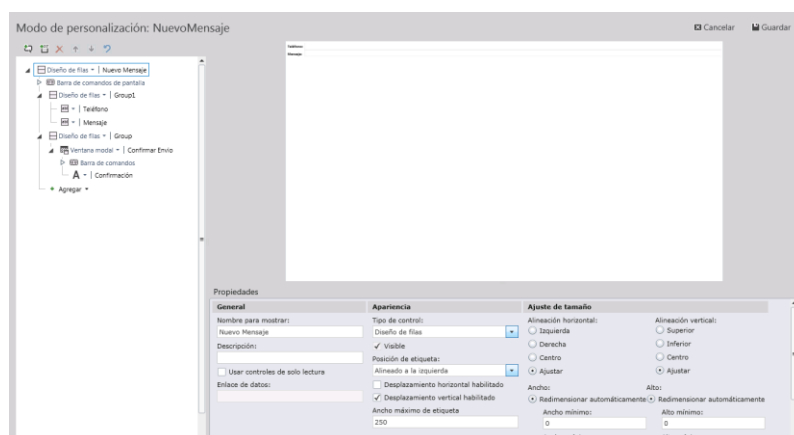 Modo de personalización: NuevoMensaje
Cancelar Guardar
Diseño de filas | Nuevo Mensaje
Barra de comandos de pantalla
Diseño de filas | Group1
| Teléfono
| Mensaje
Diseño de filas | Group
Ventana modal | Confirmar Envio
Barra de comandos
A | Confirmación
+ Agregar
Teléfono
Mensaje
Propiedades
General
Nombre para mostrar:
Nuevo Mensaje
Descripción:
Usar controles de solo lectura
Enlace de datos:
Apariencia
Tipo de control:
Diseño de filas
Visible
Posición de etiqueta:
Alineado a la izquierda
Desplazamiento horizontal habilitado
Desplazamiento vertical habilitado
Ancho máximo de etiqueta
250
Ajuste de tamaño
Alineación horizontal:
Izquierda
Derecha
Centro
Ajustar
Alineación vertical:
Superior
Inferior
Centro
Ajustar
Ancho:
Redimensionar automáticamente
Ancho mínimo:
0
Alto:
Redimensionar automáticamente
Alto mínimo:
0